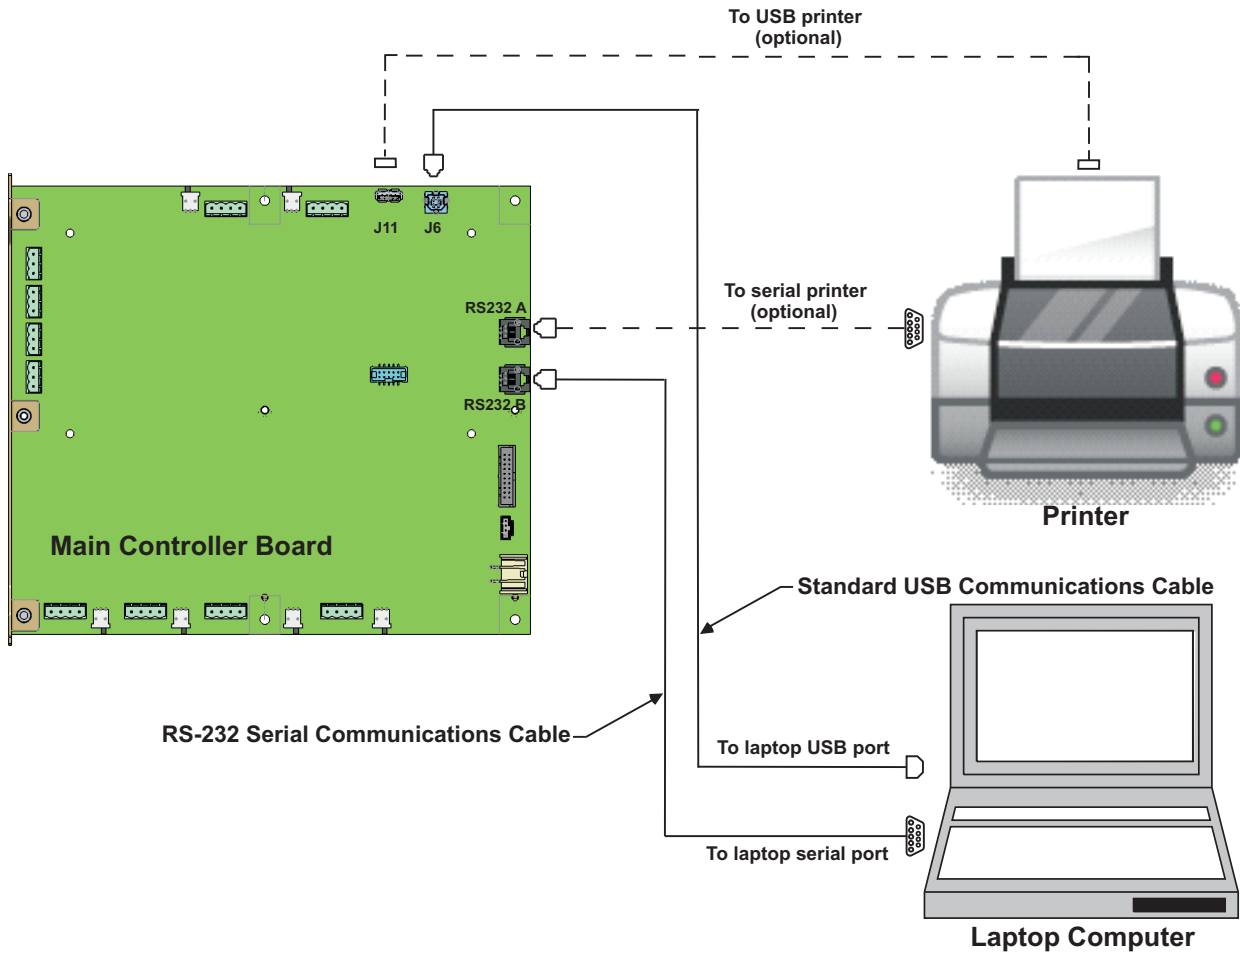 To USB printer
(optional)
J11
J6
RS232 A
To serial printer
(optional)
RS232 B
Printer
Main Controller Board
Standard USB Communications Cable
RS-232 Serial Communications Cable
To laptop USB port
To laptop serial port
Laptop Computer